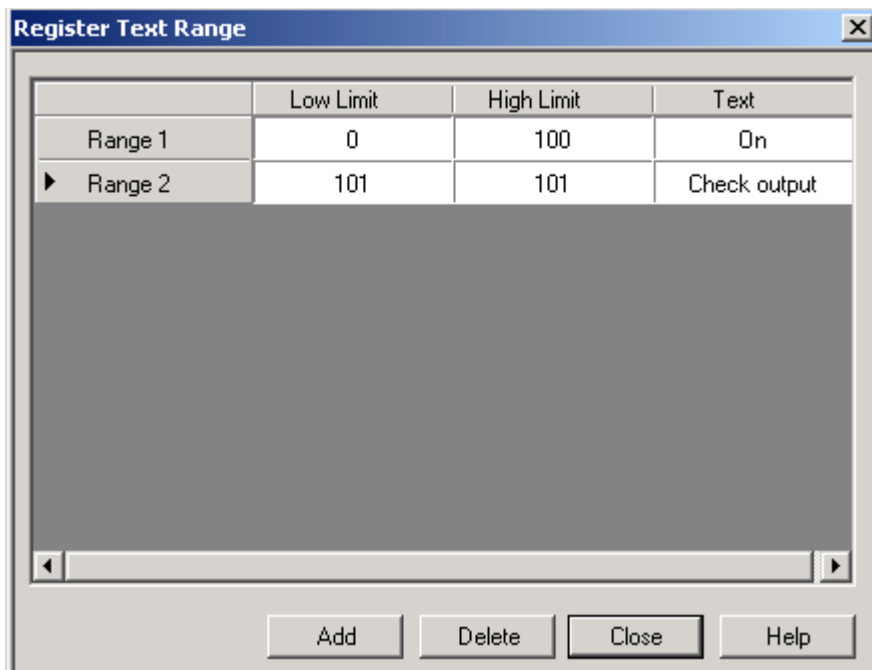 Register Text Range
Low Limit High Limit Text
Range 1 0 100 On
Range 2 101 101 Check output
Add Delete Close Help